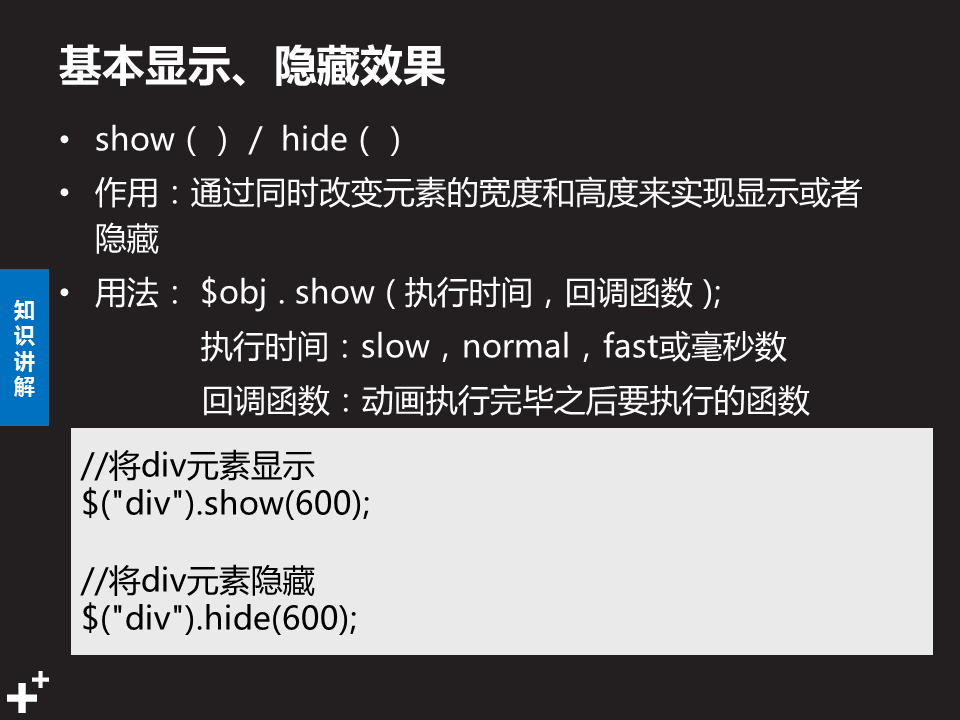 基本显示、隐藏效果
• show（ ） / hide（ ）
• 作用：通过同时改变元素的宽度和高度来实现显示或者
隐藏
• 用法： $obj . show ( 执行时间，回调函数 );
执行时间：slow，normal，fast或毫秒数
回调函数：动画执行完毕之后要执行的函数
知
识
讲
解
//将div元素显示
$("div").show(600);
//将div元素隐藏
$("div").hide(600);